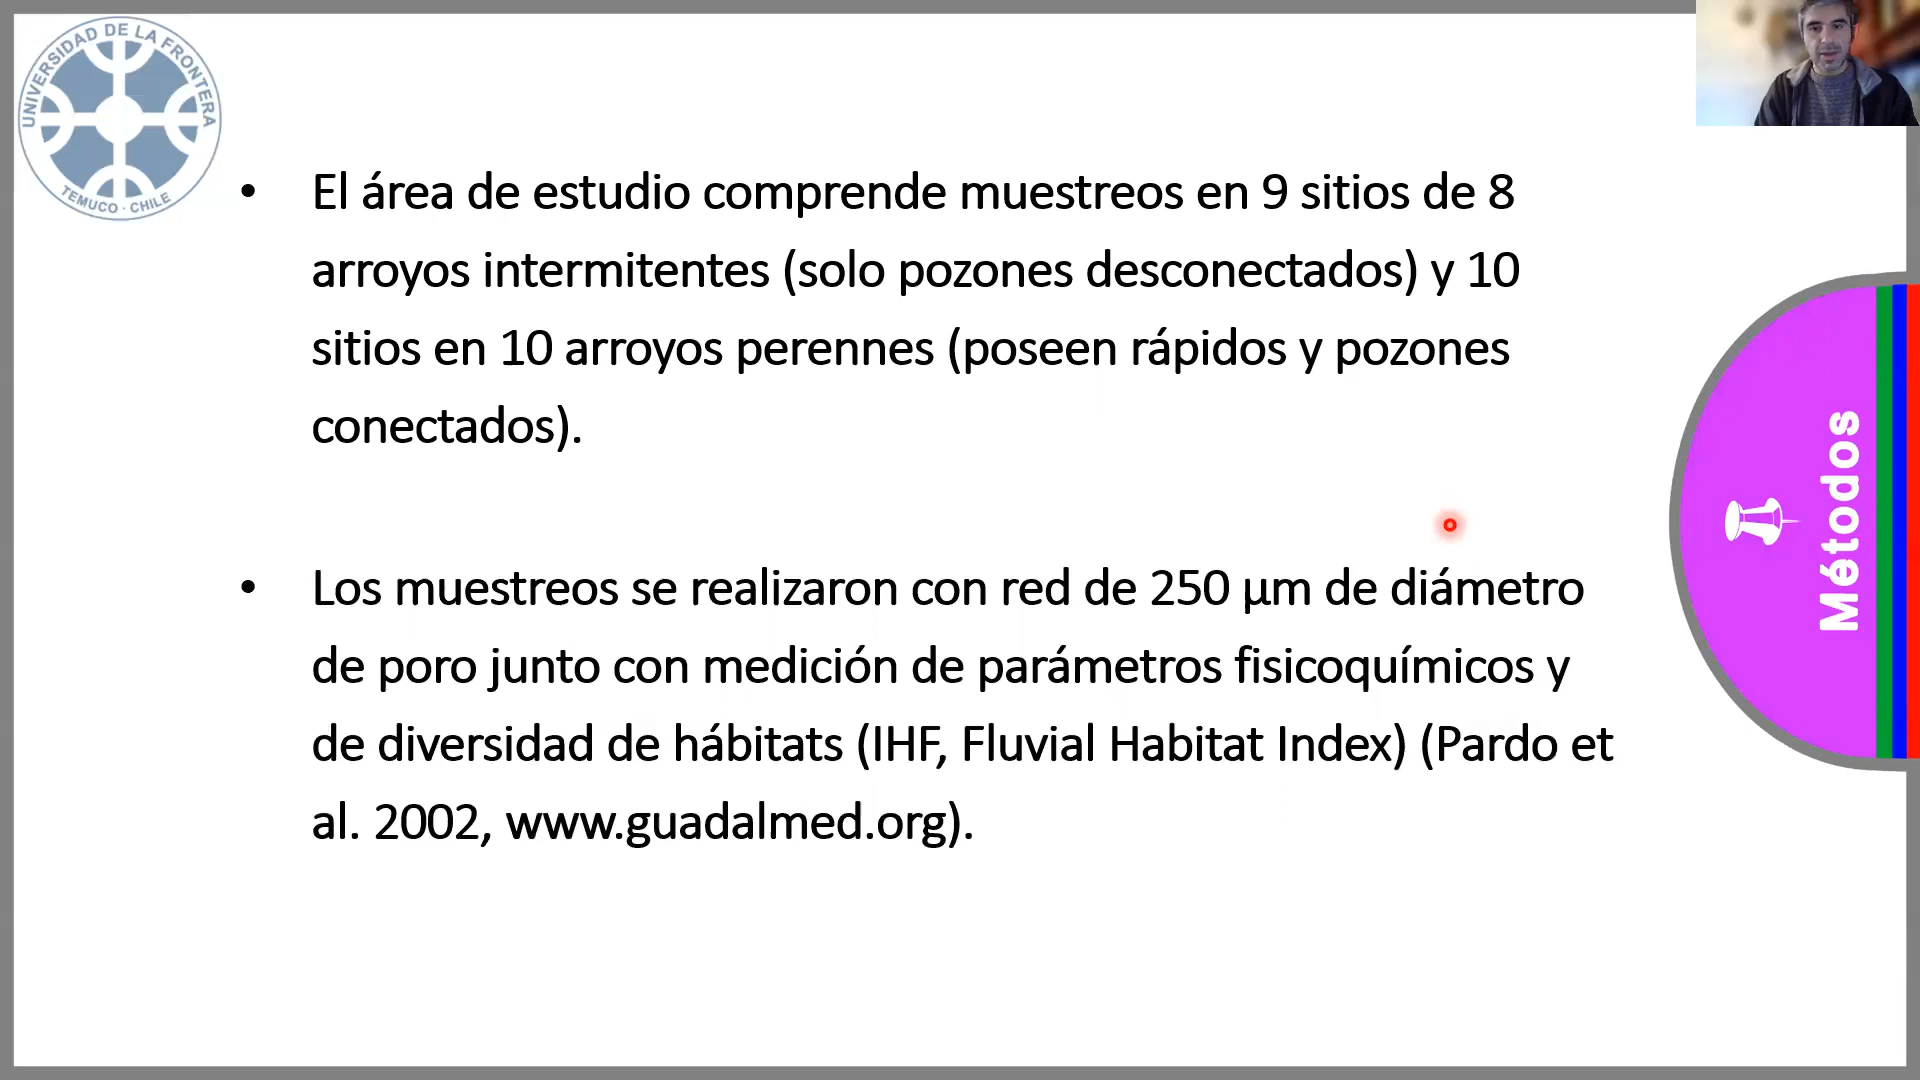 UNIVERSIDAD DE LA FRONTERA
TEMUCO · CHILE
• El área de estudio comprende muestreos en 9 sitios de 8
arroyos intermitentes (solo pozones desconectados) y 10
sitios en 10 arroyos perennes (poseen rápidos y pozones
conectados).
• Los muestreos se realizaron con red de 250 µm de diámetro
de poro junto con medición de parámetros fisicoquímicos y
de diversidad de hábitats (IHF, Fluvial Habitat Index) (Pardo et
al. 2002, www.guadalmed.org).
Métodos